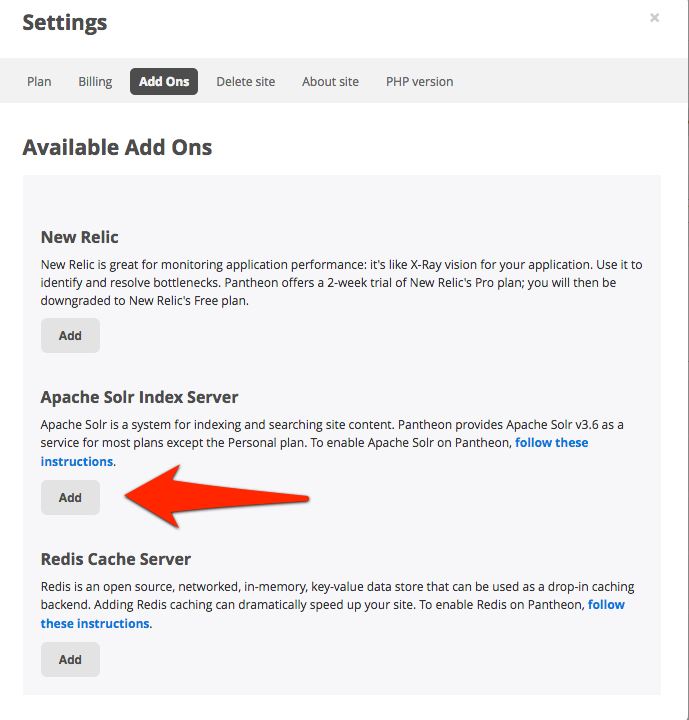 Settings
×
Plan Billing Add Ons Delete site About site PHP version
Available Add Ons
New Relic
New Relic is great for monitoring application performance: it's like X-Ray vision for your application. Use it to
identify and resolve bottlenecks. Pantheon offers a 2-week trial of New Relic's Pro plan; you will then be
downgraded to New Relic's Free plan.
Add
Apache Solr Index Server
Apache Solr is a system for indexing and searching site content. Pantheon provides Apache Solr v3.6 as a
service for most plans except the Personal plan. To enable Apache Solr on Pantheon, follow these
instructions.
Add
Redis Cache Server
Redis is an open source, networked, in-memory, key-value data store that can be used as a drop-in caching
backend. Adding Redis caching can dramatically speed up your site. To enable Redis on Pantheon, follow
these instructions.
Add